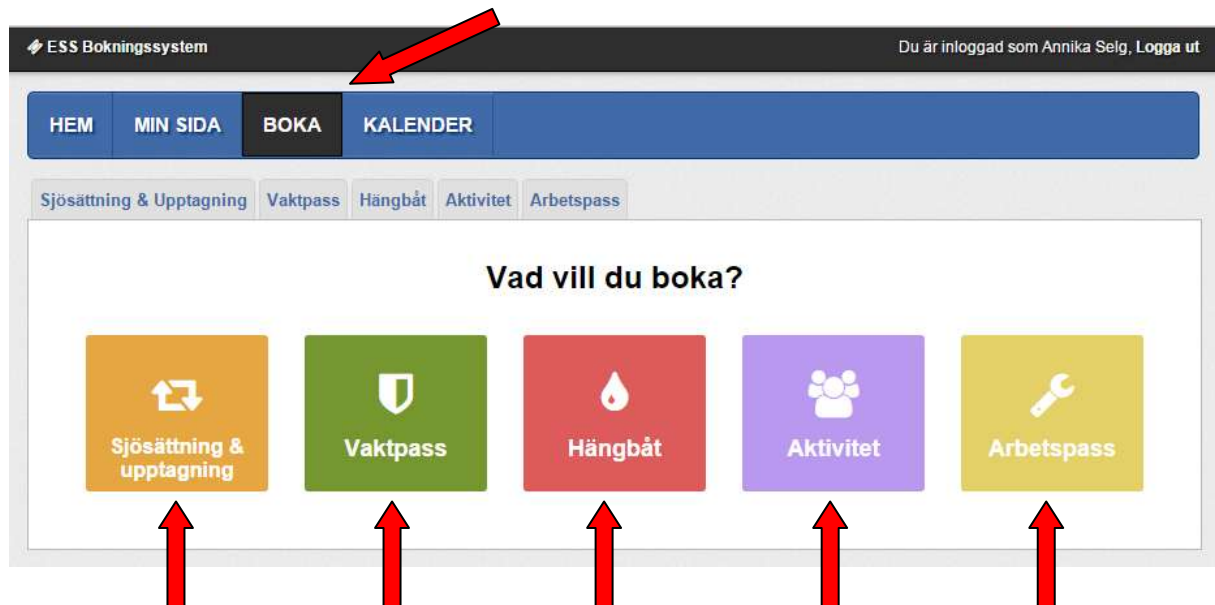 ESS Bokningssystem
Du är inloggad som Annika Selg, Logga ut
HEM MIN SIDA BOKA KALENDER
Sjösättning & Upptagning Vaktpass Hängbåt Aktivitet Arbetspass
Vad vill du boka?
Sjösättning &
upptagning
Vaktpass
Hängbåt
Aktivitet
Arbetspass